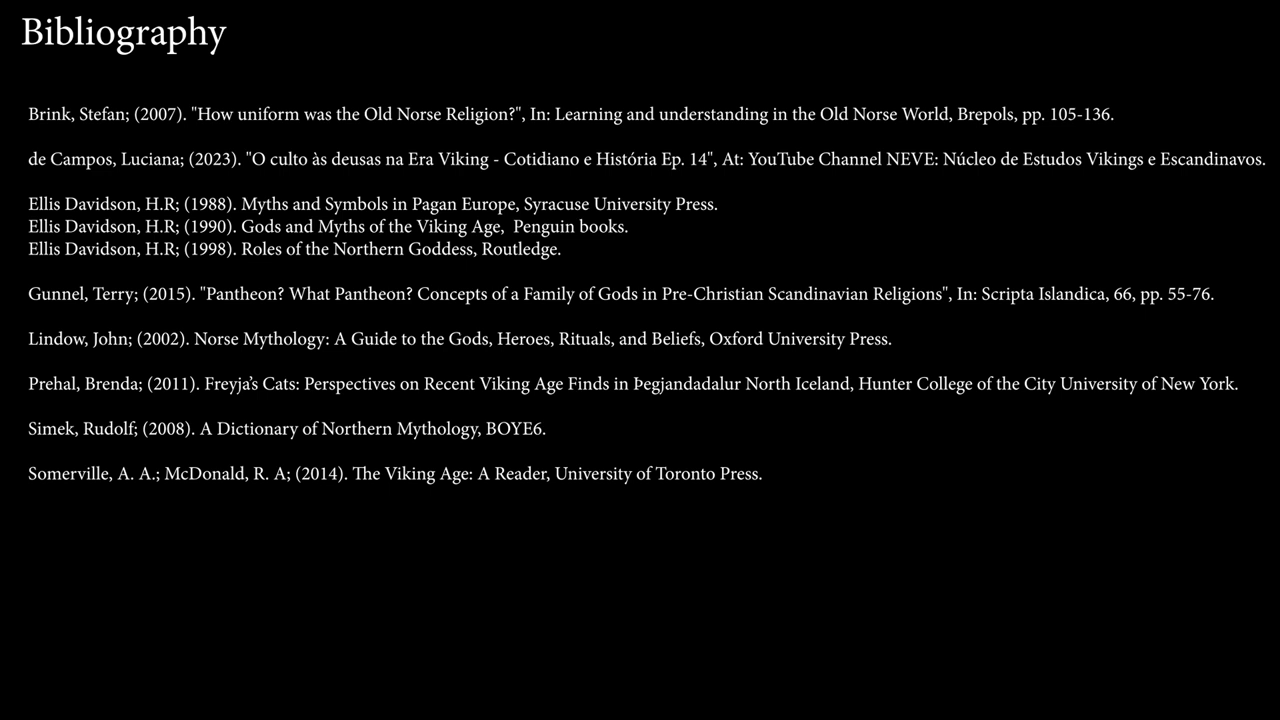 Bibliography
Brink, Stefan; (2007). "How uniform was the Old Norse Religion?", In: Learning and understanding in the Old Norse World, Brepols, pp. 105-136.
de Campos, Luciana; (2023). "O culto às deusas na Era Viking - Cotidiano e História Ep. 14", At: YouTube Channel NEVE: Núcleo de Estudos Vikings e Escandinavos.
Ellis Davidson, H.R; (1988). Myths and Symbols in Pagan Europe, Syracuse University Press.
Ellis Davidson, H.R; (1990). Gods and Myths of the Viking Age,  Penguin books.
Ellis Davidson, H.R; (1998). Roles of the Northern Goddess, Routledge.
Gunnel, Terry; (2015). "Pantheon? What Pantheon? Concepts of a Family of Gods in Pre-Christian Scandinavian Religions", In: Scripta Islandica, 66, pp. 55-76.
Lindow, John; (2002). Norse Mythology: A Guide to the Gods, Heroes, Rituals, and Beliefs, Oxford University Press.
Prehal, Brenda; (2011). Freyja’s Cats: Perspectives on Recent Viking Age Finds in Þegjandadalur North Iceland, Hunter College of the City University of New York.
Simek, Rudolf; (2008). A Dictionary of Northern Mythology, BOYE6.
Somerville, A. A.; McDonald, R. A; (2014). The Viking Age: A Reader, University of Toronto Press.